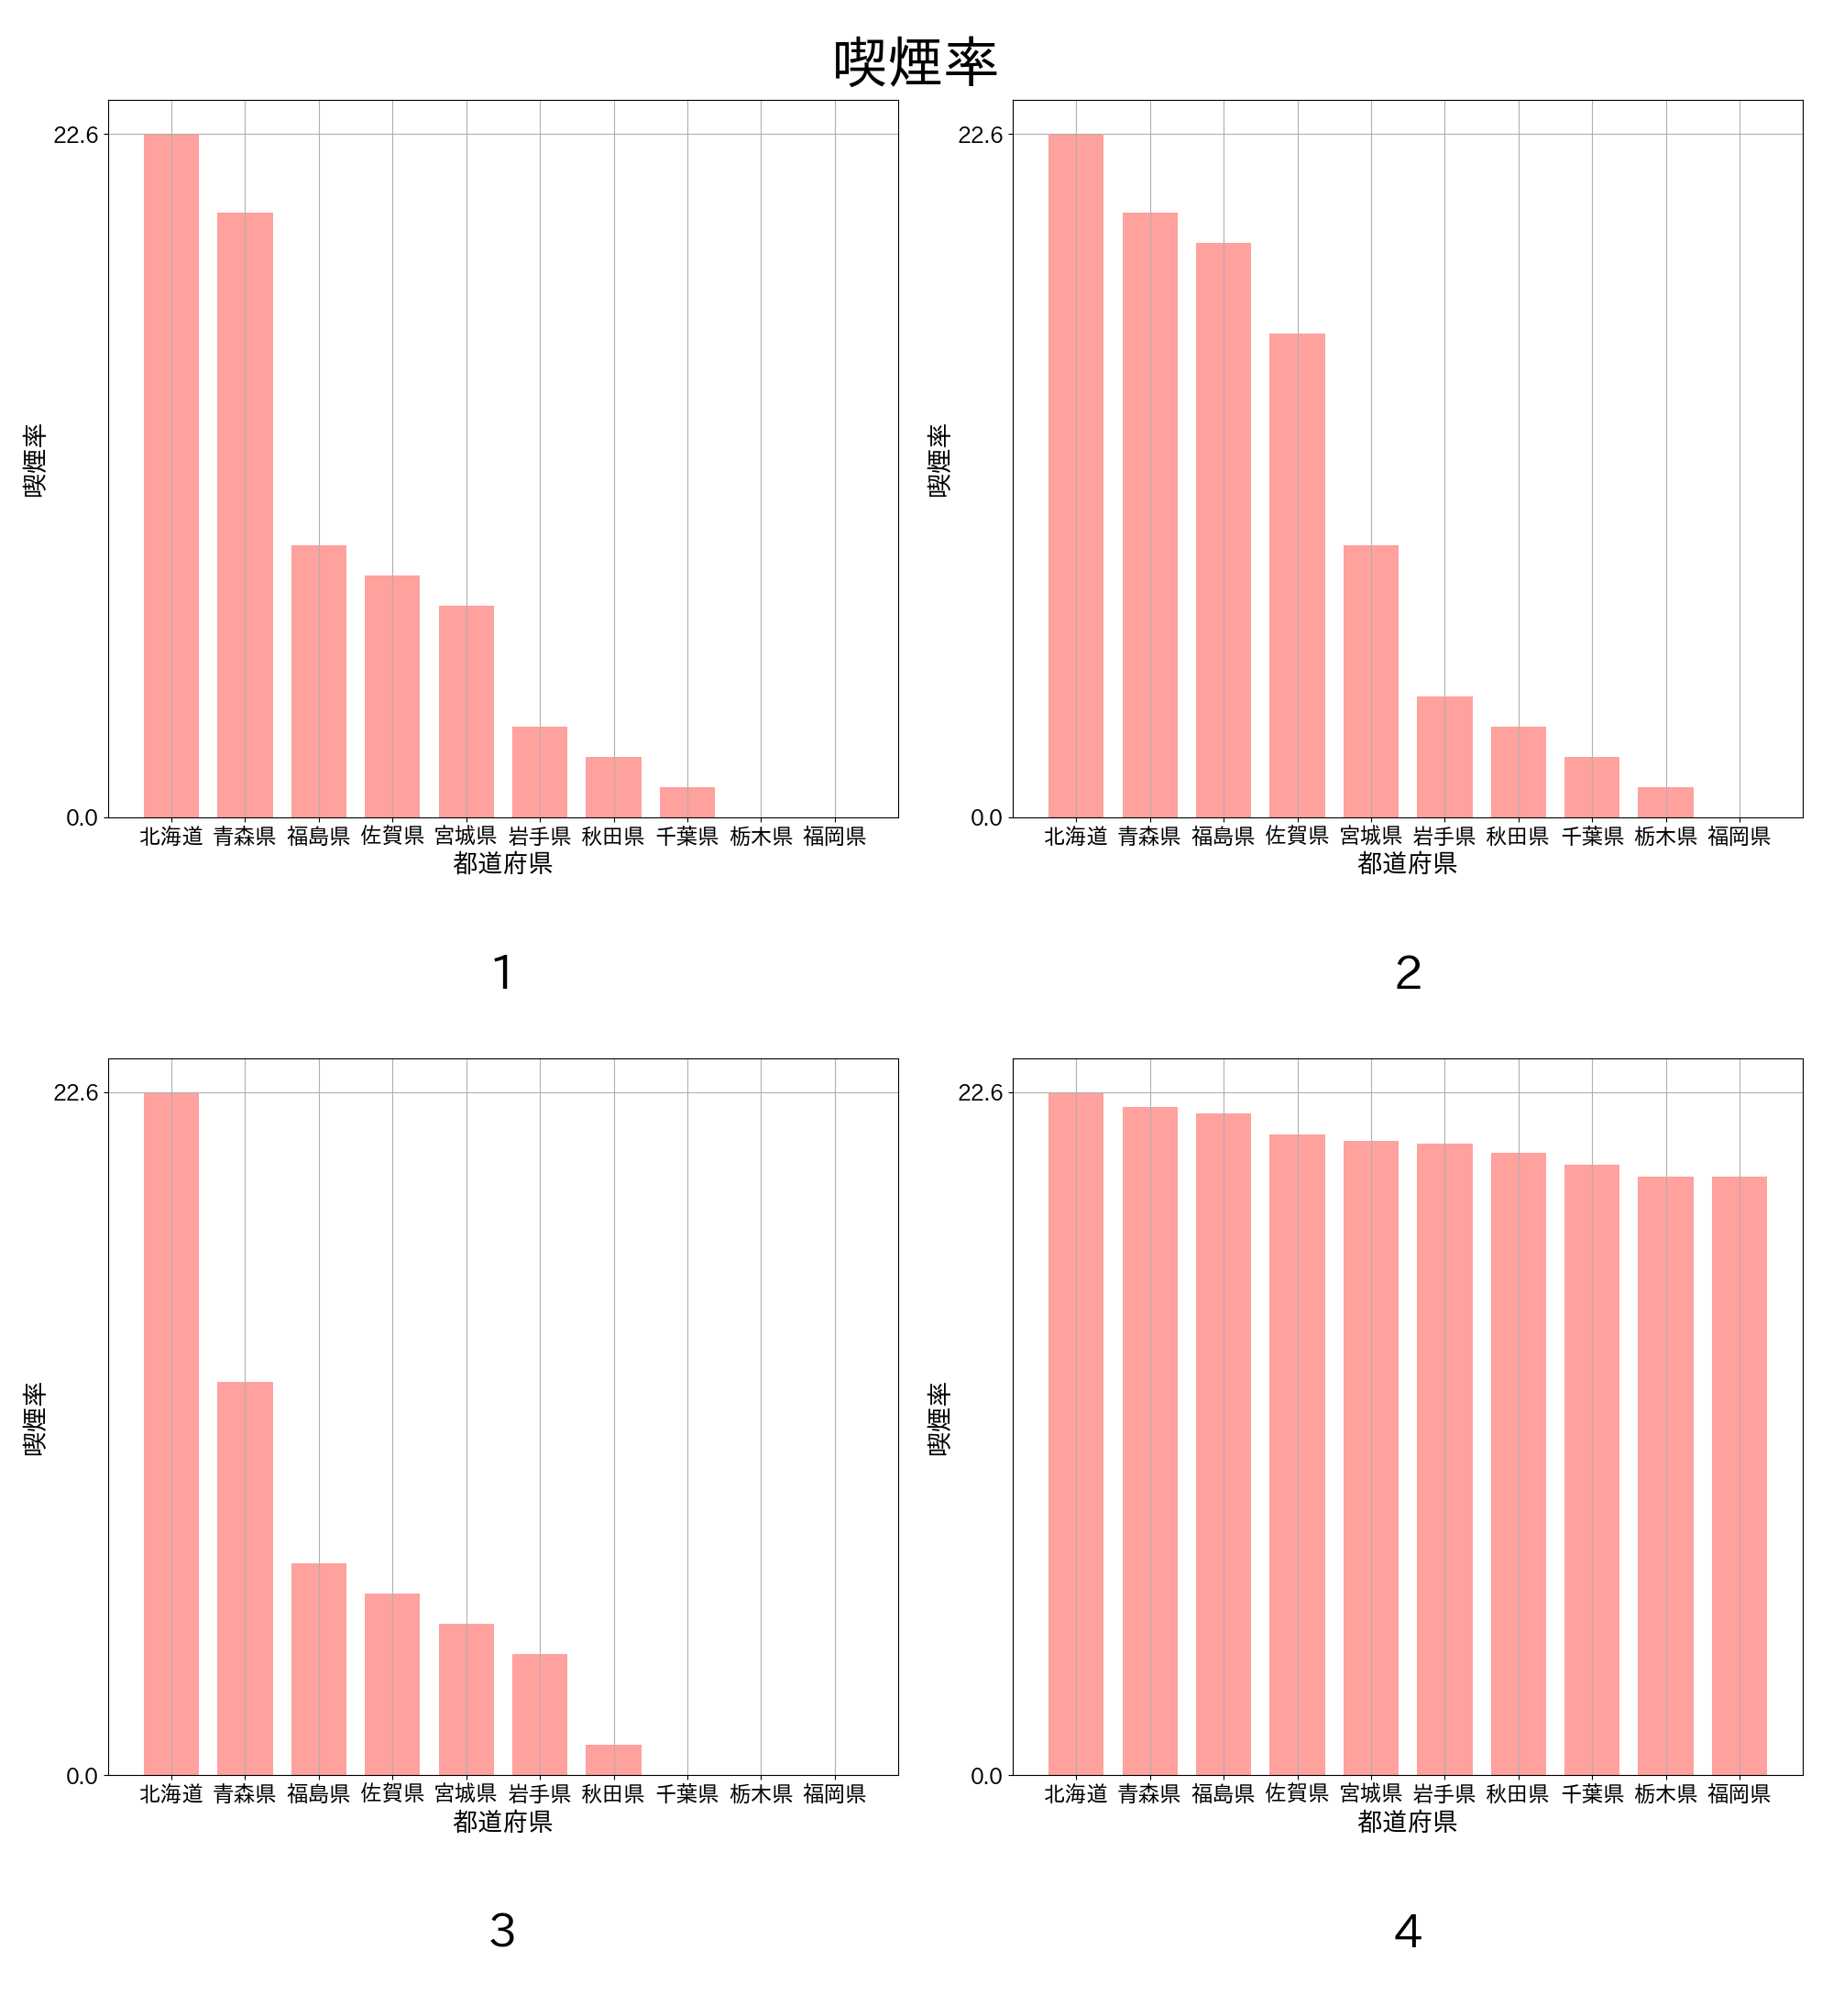 喫煙率
22.6
0.0
喫煙率
北海道 青森県 福島県 佐賀県 宮城県 岩手県 秋田県 千葉県 栃木県 福岡県
都道府県
1
22.6
0.0
喫煙率
北海道 青森県 福島県 佐賀県 宮城県 岩手県 秋田県 千葉県 栃木県 福岡県
都道府県
2
22.6
0.0
喫煙率
北海道 青森県 福島県 佐賀県 宮城県 岩手県 秋田県 千葉県 栃木県 福岡県
都道府県
3
22.6
0.0
喫煙率
北海道 青森県 福島県 佐賀県 宮城県 岩手県 秋田県 千葉県 栃木県 福岡県
都道府県
4